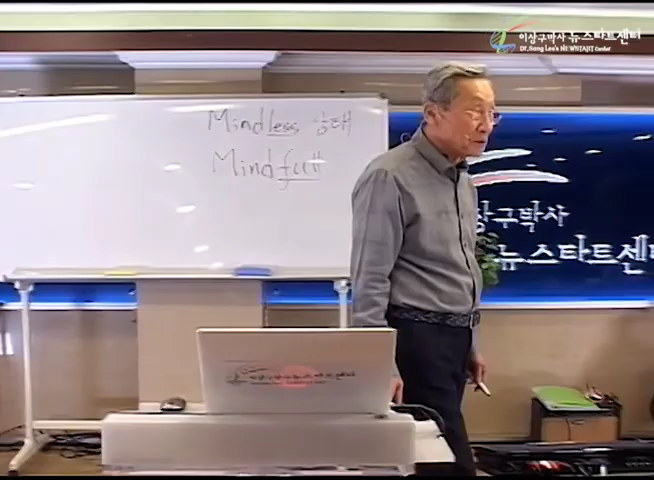 이상구박사 뉴스타트센터
Dr.Sang Lee's NEWSTART Center
Mindless 상태
Mindfull
상구박사
뉴스타트센